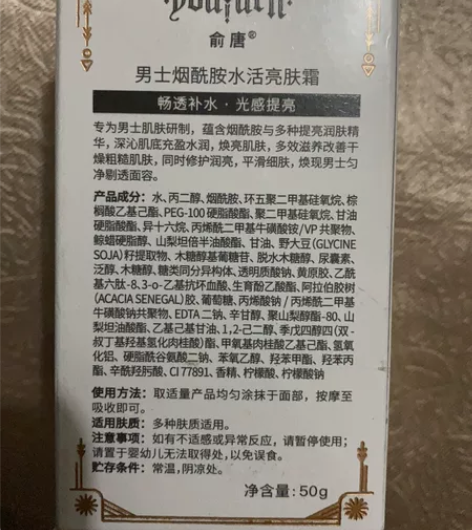 俞唐®
男士烟酰胺水活亮肤霜
畅透补水·光感提亮
专为男士肌肤研制，蕴含烟酰胺与多种提亮润肤精
华，深沁肌底充盈水润，焕亮肌肤，多效滋养改善干
燥粗糙肌肤，同时修护润亮，平滑细肤，焕现男士匀
净剔透面容。
产品成分：水、丙二醇、烟酰胺、环五聚二甲基硅氧烷、棕
榈酸乙基己酯、PEG-100硬脂酸酯、聚二甲基硅氧烷、甘油
硬脂酸酯、异十六烷、丙烯酰二甲基牛磺酸铵/VP共聚物、
鲸蜡硬脂醇、山梨坦倍半油酸酯、甘油、野大豆(GLYCINE
SOJA)籽提取物、木糖醇基葡糖苷、脱水木糖醇、尿囊素、
泛醇、木糖醇、糖类同分异构体、透明质酸钠、黄原胶、乙酰
基六肽-8、3-o-乙基抗坏血酸、生育酚乙酸酯、阿拉伯胶树
(ACACIA SENEGAL)胶、葡萄糖、丙烯酸钠/丙烯酰二甲基
牛磺酸钠共聚物、EDTA二钠、辛甘醇、聚山梨醇酯-80、山
梨坦油酸酯、乙基己基甘油、1,2-己二醇、季戊四醇四(双-
叔丁基羟基氢化肉桂酸)酯、甲氧基肉桂酸乙基己酯、氢氧
化铝、硬脂酰谷氨酸二钠、苯氧乙醇、羟苯甲酯、羟苯丙
酯、辛酰羟肟酸、CI 77891、香精、柠檬酸、柠檬酸钠
使用方法：取适量产品均匀涂抹于面部，按摩至
吸收即可。
适用肤质：多种肤质适用。
注意事项：如有不适感或异常反应，请暂停使用；
请置于婴幼儿无法取得处，以免误食。
贮存条件：常温，阴凉处。
净含量：50g